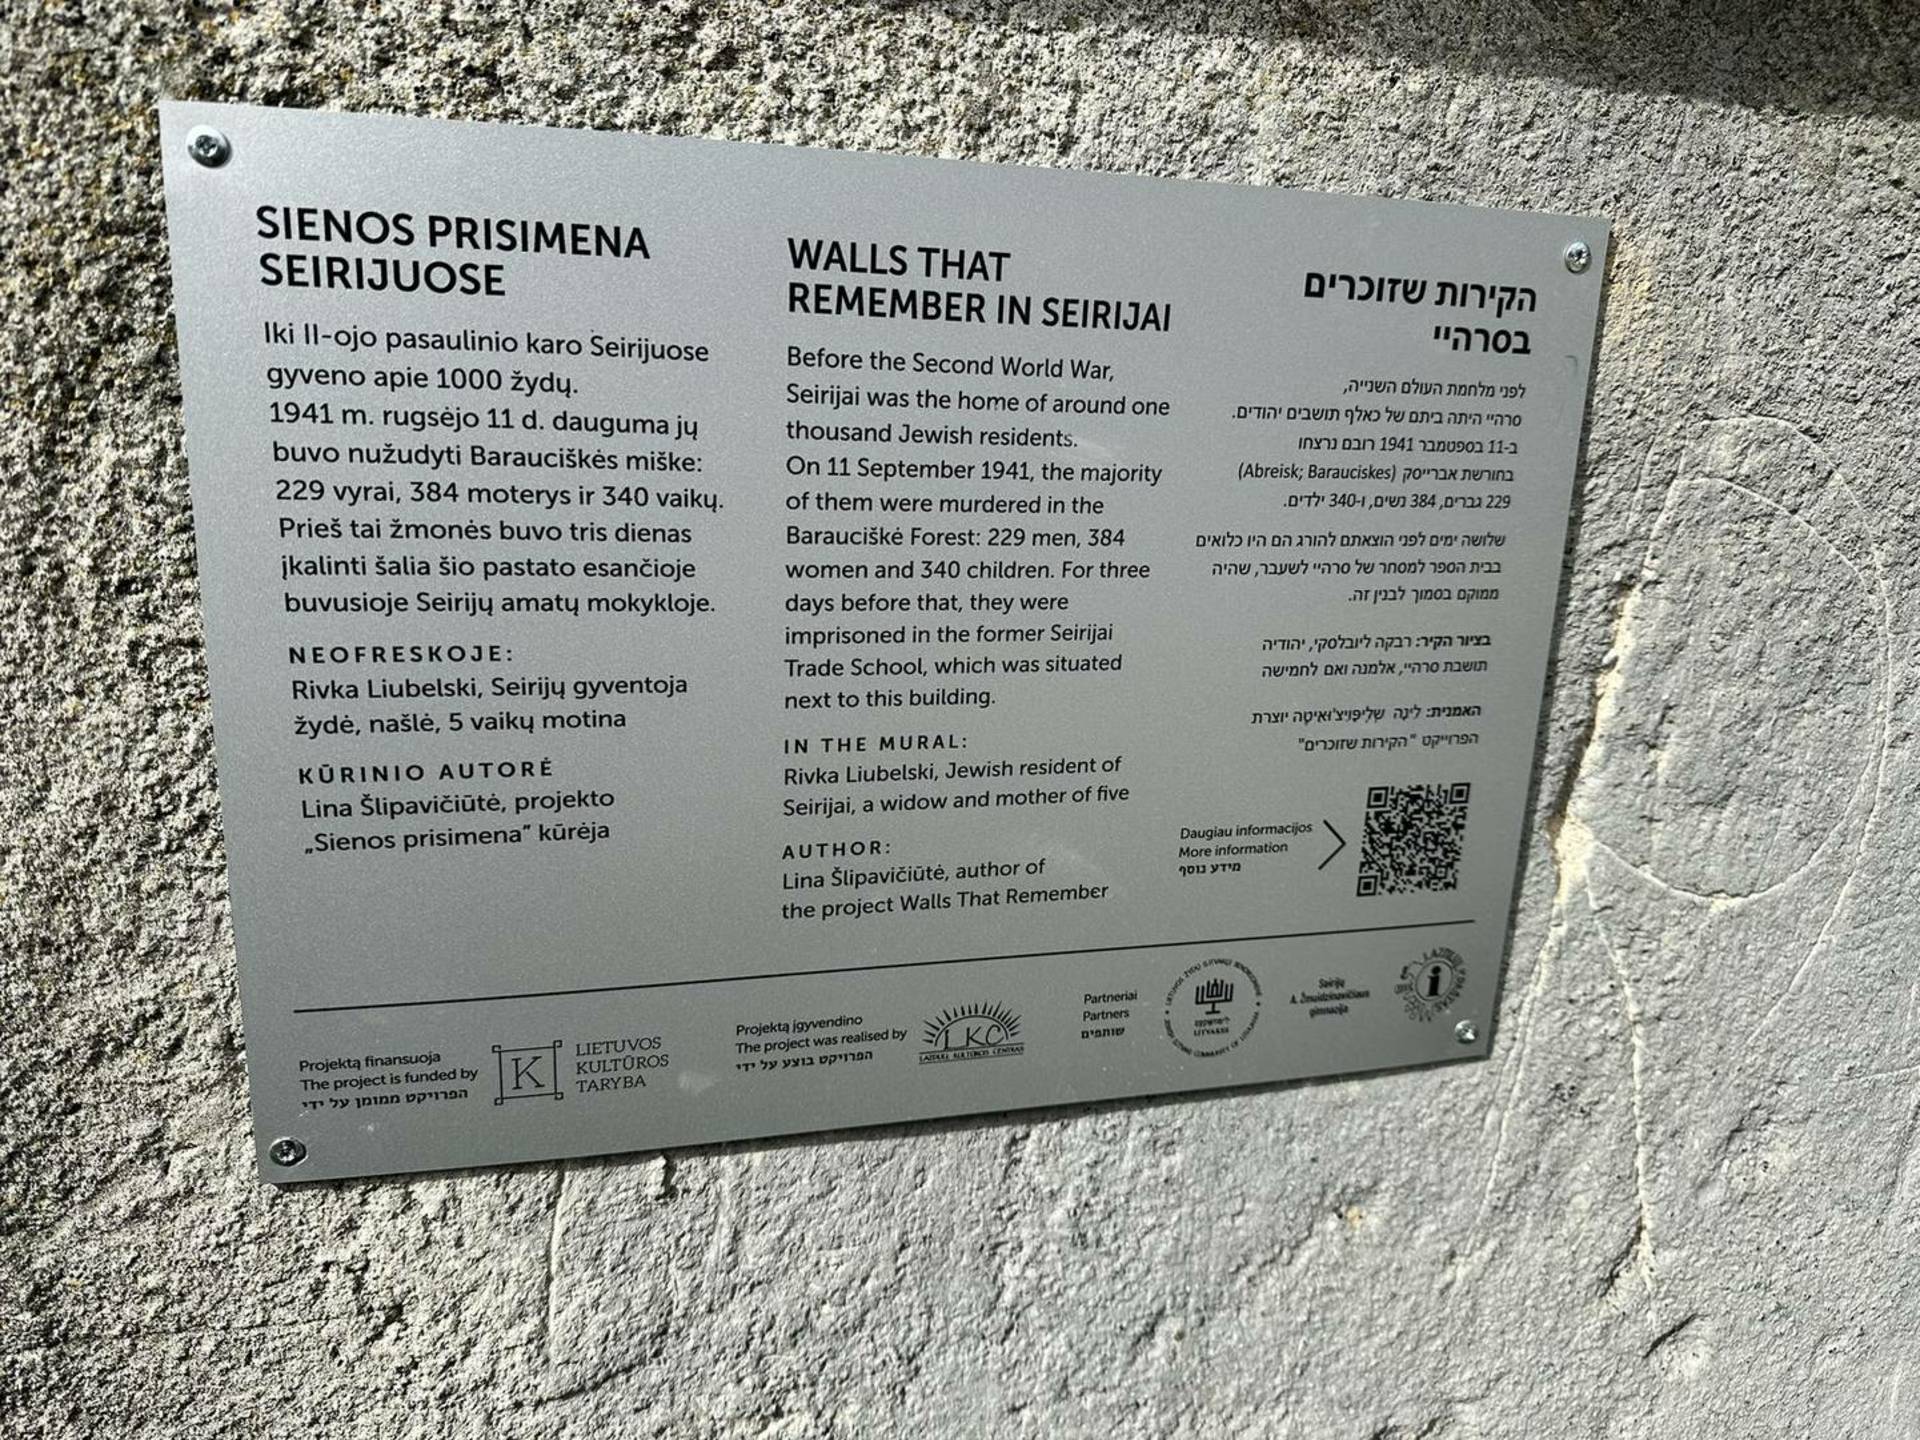 SIENOS PRISIMENA
SEIRIJUOSE
Iki II-ojo pasaulinio karo Seirijuose
gyveno apie 1000 žydų.
1941 m. rugsėjo 11 d. dauguma jų
buvo nužudyti Barauciškės miške:
229 vyrai, 384 moterys ir 340 vaikų.
Prieš tai žmonės buvo tris dienas
įkalinti šalia šio pastato esančioje
buvusioje Seirijų amatų mokykloje.
NEOFRESKOJE:
Rivka Liubelski, Seirijų gyventoja
žydė, našlė, 5 vaikų motina
KŪRINIO AUTORĖ
Lina Šlipavičiūtė, projekto
„Sienos prisimena" kūrėja
WALLS THAT
REMEMBER IN SEIRIJAI
Before the Second World War,
Seirijai was the home of around one
thousand Jewish residents.
On 11 September 1941, the majority
of them were murdered in the
Barauciškė Forest: 229 men, 384
women and 340 children. For three
days before that, they were
imprisoned in the former Seirijai
Trade School, which was situated
next to this building.
IN THE MURAL:
Rivka Liubelski, Jewish resident of
Seirijai, a widow and mother of five
AUTHOR:
Lina Šlipavičiūtė, author of
the project Walls That Remember
הקירות שזוכרים
בסרהיי
לפני מלחמת העולם השנייה,
סרהיי היתה ביתם של כאלף תושבים יהודים.
ב-11 בספטמבר 1941 רובם נרצחו
בחורשת אברייסק (Abreisk; Barauciskes)
229 גברים, 384 נשים, ו-340 ילדים.
שלושה ימים לפני הוצאתם להורג הם היו כלואים
בבית הספר למסחר של סרהיי לשעבר, שהיה
ממוקם בסמוך לבנין זה.
בציור הקיר: רבקה ליובלסקי, יהודיה
תושבת סרהיי, אלמנה ואם לחמישה
האמנית: לינה שליפוויצ'ואיטה יוצרת
הפרוייקט "הקירות שזוכרים"
Daugiau informacijos
More information
מידע נוסף
Projektą finansuoja
The project is funded by
הפרויקט ממומן על ידי
K
LIETUVOS
KULTŪROS
TARYBA
Projektą įgyvendino
The project was realised by
הפרויקט בוצע על ידי
LKC
LAZDIJŲ KULTŪROS CENTRAS
Partneriai
Partners
שותפים
LITVAKES
Seirijų
A. Žmuidzinavičiaus
gimnazija
i